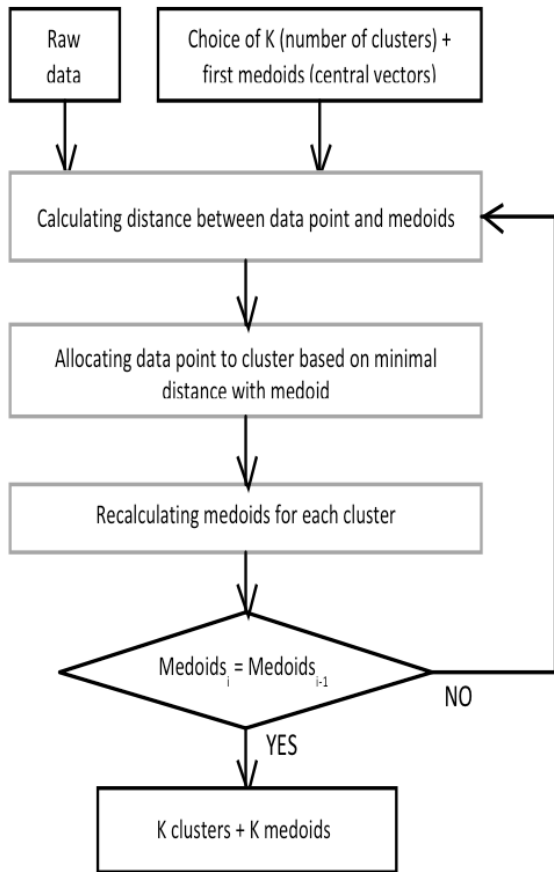 Raw
data
Choice of K (number of clusters) +
first medoids (central vectors)
Calculating distance between data point and medoids
Allocating data point to cluster based on minimal
distance with medoid
Recalculating medoids for each cluster
Medoidsᵢ = Medoidsᵢ₋₁
NO
YES
K clusters + K medoids